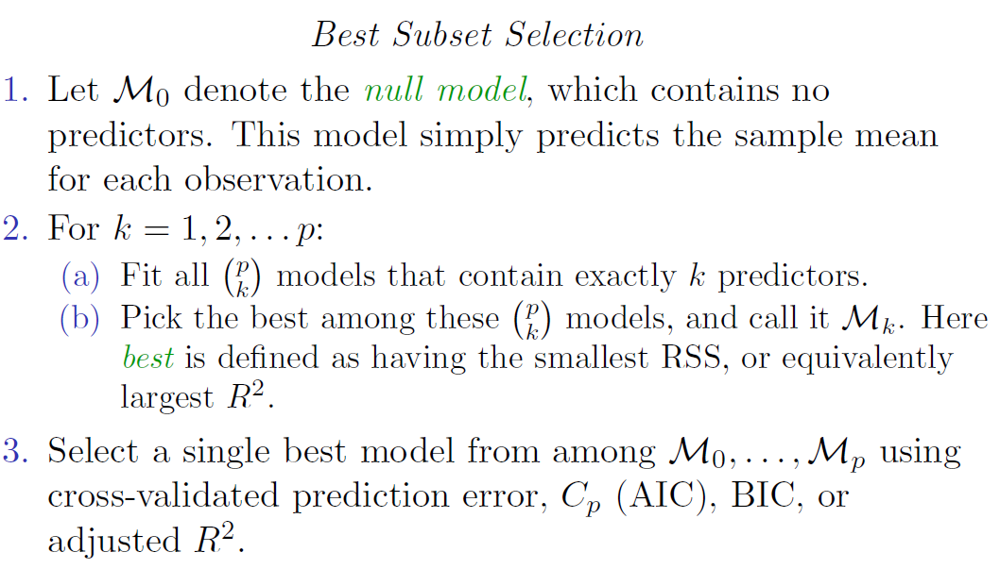 Best Subset Selection
1. Let $\mathcal{M}_0$ denote the null model, which contains no
predictors. This model simply predicts the sample mean
for each observation.
2. For $k = 1, 2, \ldots p$:
(a) Fit all $\binom{p}{k}$ models that contain exactly $k$ predictors.
(b) Pick the best among these $\binom{p}{k}$ models, and call it $\mathcal{M}_k$. Here
best is defined as having the smallest RSS, or equivalently
largest $R^2$.
3. Select a single best model from among $\mathcal{M}_0, \ldots, \mathcal{M}_p$ using
cross-validated prediction error, $C_p$ (AIC), BIC, or
adjusted $R^2$.